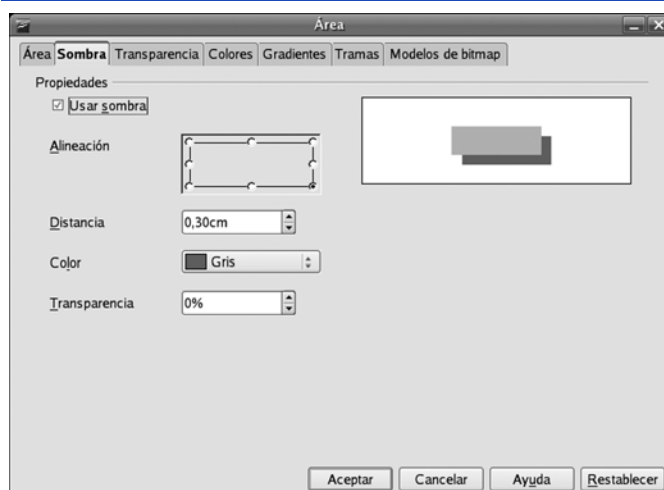 Área
Área Sombra Transparencia Colores Gradientes Tramas Modelos de bitmap
Propiedades
Usar sombra
Alineación
Distancia 0,30cm
Color Gris
Transparencia 0%
Aceptar Cancelar Ayuda Restablecer